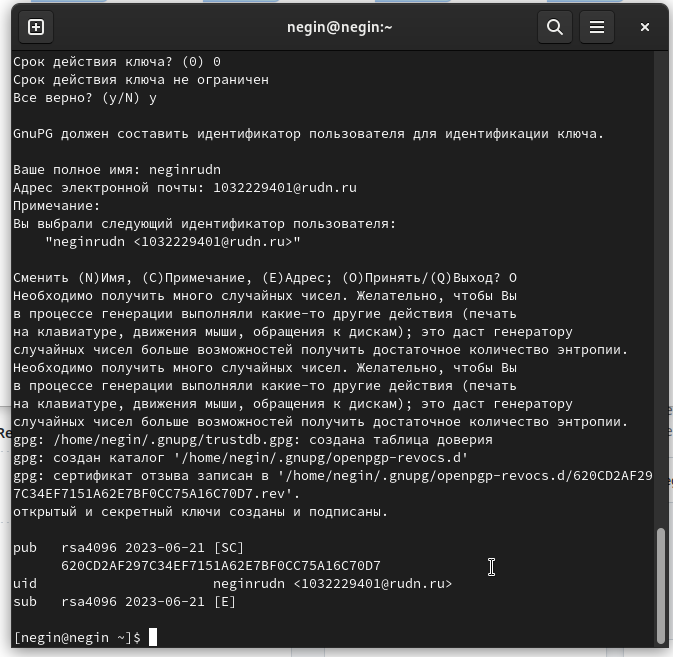 negin@negin:~
Срок действия ключа? (0) 0
Срок действия ключа не ограничен
Все верно? (y/N) y
GnuPG должен составить идентификатор пользователя для идентификации ключа.
Ваше полное имя: neginrudn
Адрес электронной почты: 1032229401@rudn.ru
Примечание:
Вы выбрали следующий идентификатор пользователя:
"neginrudn <1032229401@rudn.ru>"
Сменить (N)Имя, (C)Примечание, (E)Адрес; (O)Принять/(Q)Выход? O
Необходимо получить много случайных чисел. Желательно, чтобы Вы
в процессе генерации выполняли какие-то другие действия (печать
на клавиатуре, движения мыши, обращения к дискам); это даст генератору
случайных чисел больше возможностей получить достаточное количество энтропии.
Необходимо получить много случайных чисел. Желательно, чтобы Вы
в процессе генерации выполняли какие-то другие действия (печать
на клавиатуре, движения мыши, обращения к дискам); это даст генератору
случайных чисел больше возможностей получить достаточное количество энтропии.
gpg: /home/negin/.gnupg/trustdb.gpg: создана таблица доверия
gpg: создан каталог '/home/negin/.gnupg/openpgp-revocs.d'
gpg: сертификат отзыва записан в '/home/negin/.gnupg/openpgp-revocs.d/620CD2AF29
7C34EF7151A62E7BF0CC75A16C70D7.rev'.
открытый и секретный ключи созданы и подписаны.
pub   rsa4096 2023-06-21 [SC]
620CD2AF297C34EF7151A62E7BF0CC75A16C70D7
uid                      neginrudn <1032229401@rudn.ru>
sub   rsa4096 2023-06-21 [E]
[negin@negin ~]$